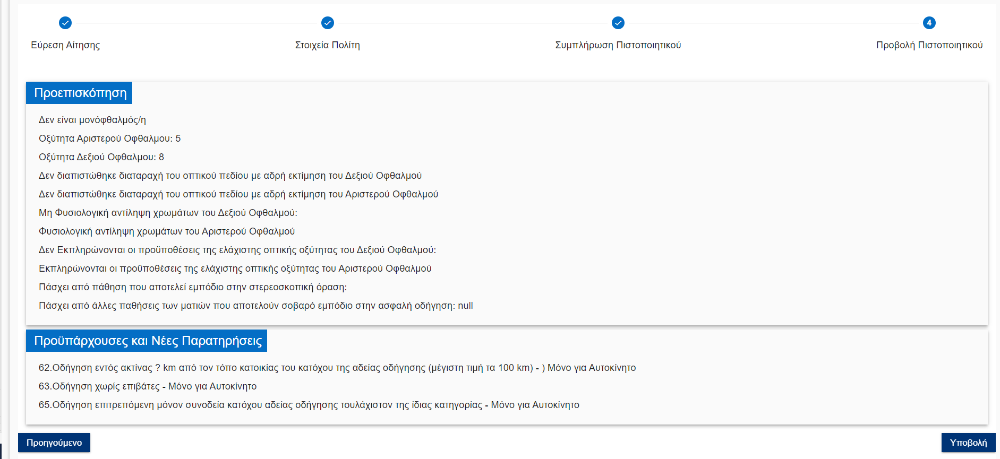 4
Εύρεση Αίτησης
Στοιχεία Πολίτη
Συμπλήρωση Πιστοποιητικού
Προβολή Πιστοποιητικού
Προεπισκόπηση
Δεν είναι μονόφθαλμός/η
Οξύτητα Αριστερού Οφθαλμου: 5
Οξύτητα Δεξιού Οφθαλμου: 8
Δεν διαπιστώθηκε διαταραχή του οπτικού πεδίου με αδρή εκτίμηση του Δεξιού Οφθαλμού
Δεν διαπιστώθηκε διαταραχή του οπτικού πεδίου με αδρή εκτίμηση του Αριστερού Οφθαλμού
Μη Φυσιολογική αντίληψη χρωμάτων του Δεξιού Οφθαλμού:
Φυσιολογική αντίληψη χρωμάτων του Αριστερού Οφθαλμού
Δεν Εκπληρώνονται οι προϋποθέσεις της ελάχιστης οπτικής οξύτητας του Δεξιού Οφθαλμού:
Εκπληρώνονται οι προϋποθέσεις της ελάχιστης οπτικής οξύτητας του Αριστερού Οφθαλμού
Πάσχει από πάθηση που αποτελεί εμπόδιο στην στερεοσκοπική όραση:
Πάσχει από άλλες παθήσεις των ματιών που αποτελούν σοβαρό εμπόδιο στην ασφαλή οδήγηση: null
Προϋπάρχουσες και Νέες Παρατηρήσεις
62.Οδήγηση εντός ακτίνας ? km από τον τόπο κατοικίας του κατόχου της αδείας οδήγησης (μέγιστη τιμή τα 100 km) - ) Μόνο για Αυτοκίνητο
63.Οδήγηση χωρίς επιβάτες - Μόνο για Αυτοκίνητο
65.Οδήγηση επιτρεπόμενη μόνον συνοδεία κατόχου αδείας οδήγησης τουλάχιστον της ίδιας κατηγορίας - Μόνο για Αυτοκίνητο
Προηγούμενο
Υποβολή